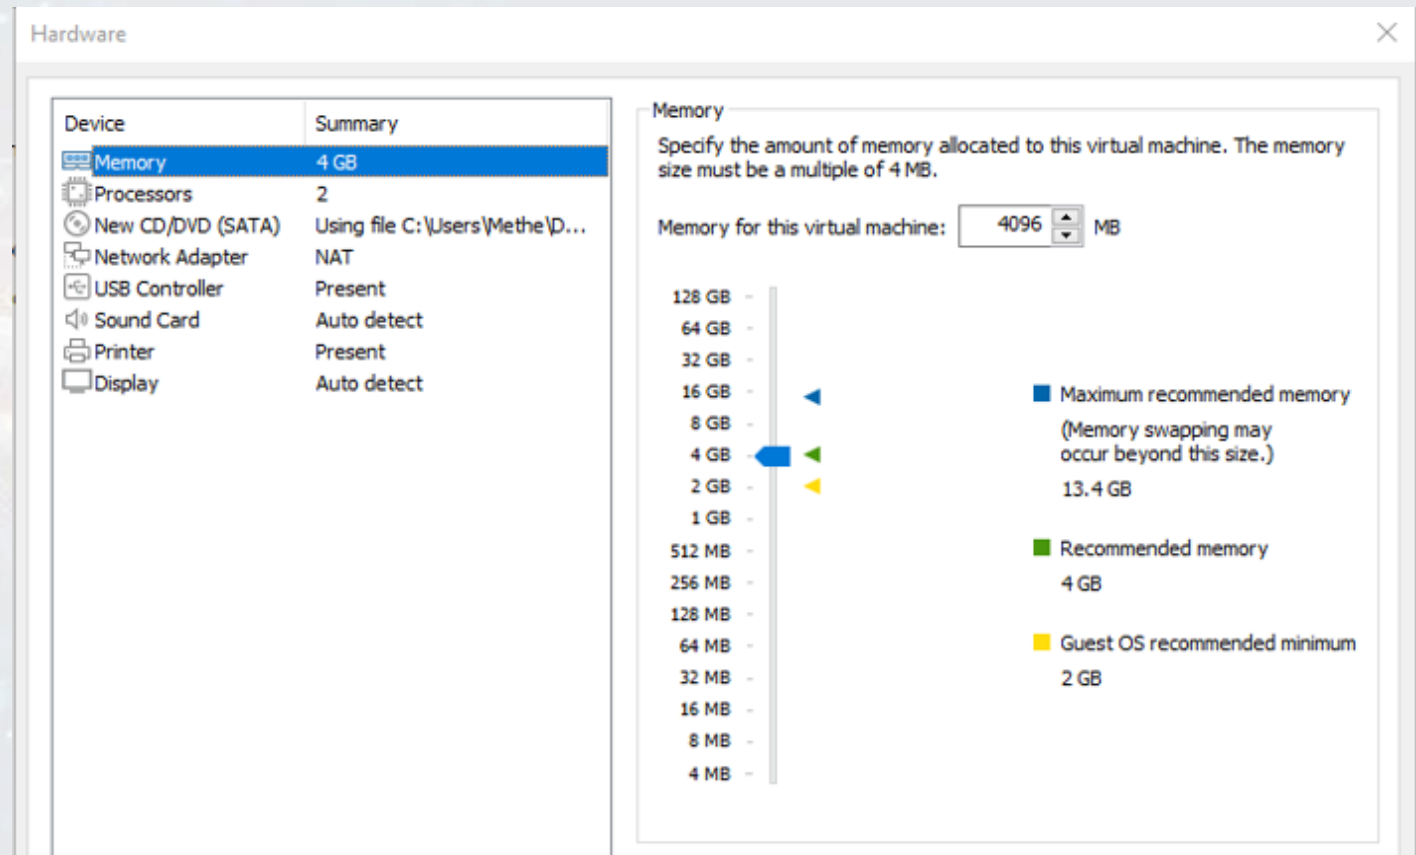 Hardware
Device Summary
Memory 4 GB
Processors 2
New CD/DVD (SATA) Using file C:\Users\Methe\D...
Network Adapter NAT
USB Controller Present
Sound Card Auto detect
Printer Present
Display Auto detect
Memory
Specify the amount of memory allocated to this virtual machine. The memory
size must be a multiple of 4 MB.
Memory for this virtual machine: 4096 MB
128 GB
64 GB
32 GB
16 GB
8 GB
4 GB
2 GB
1 GB
512 MB
256 MB
128 MB
64 MB
32 MB
16 MB
8 MB
4 MB
Maximum recommended memory
(Memory swapping may
occur beyond this size.)
13.4 GB
Recommended memory
4 GB
Guest OS recommended minimum
2 GB